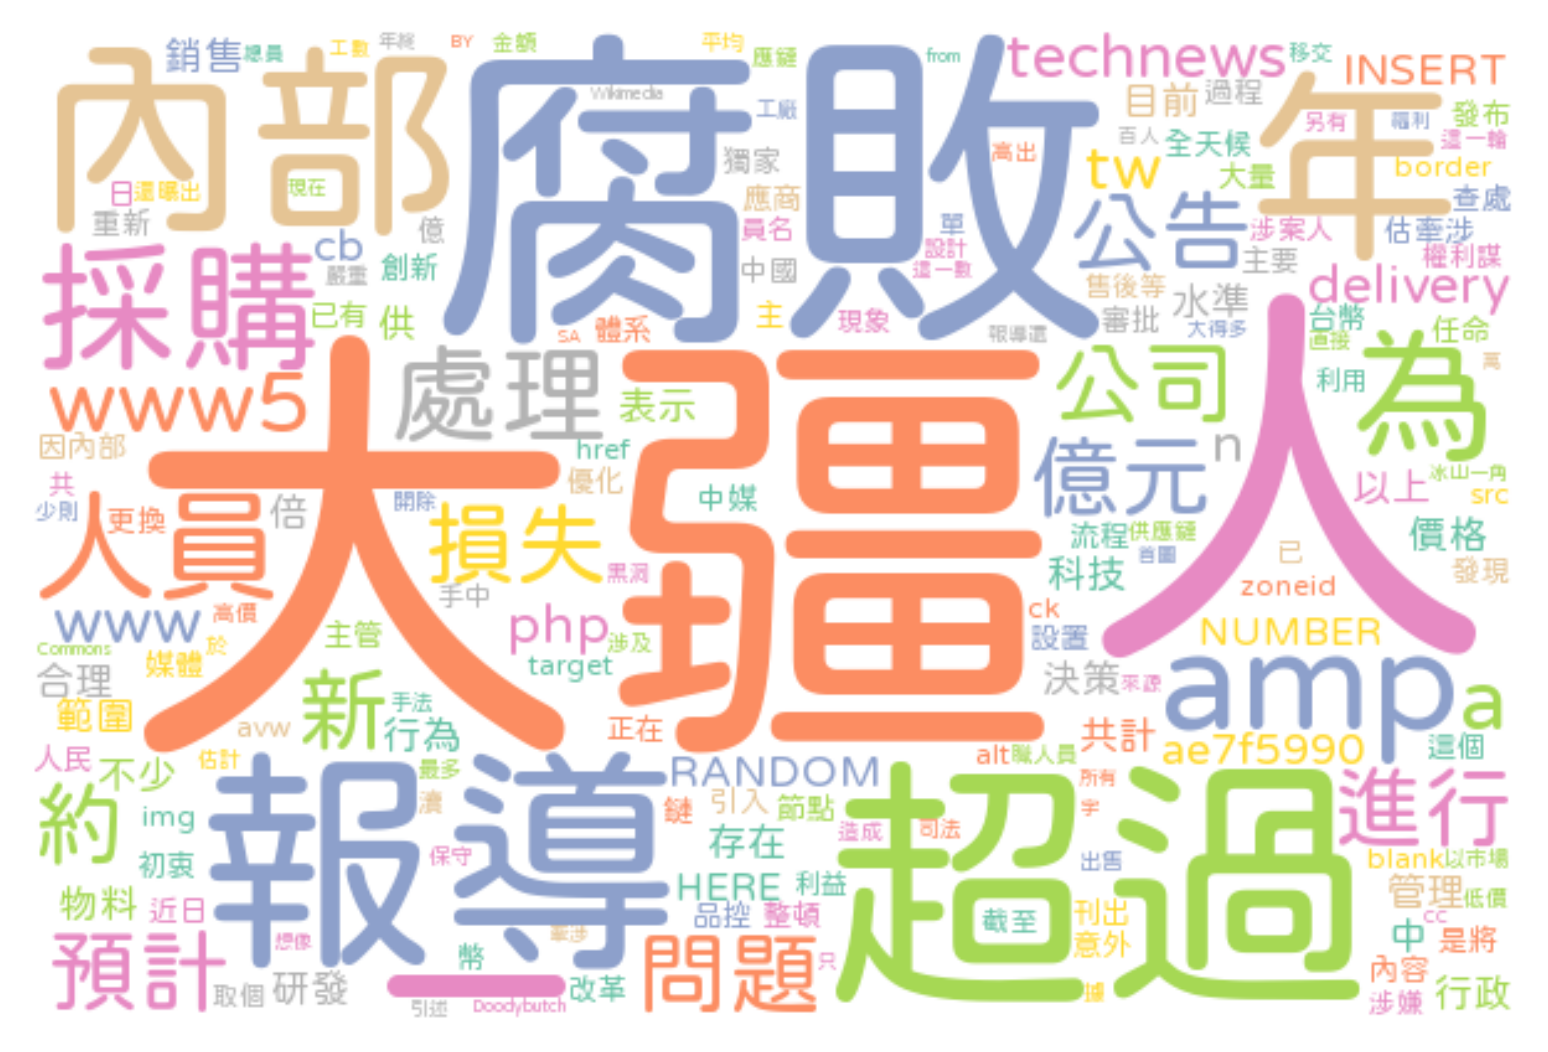 銷售 總員 工數 年終 BY 金額 平均 應鏈 from technews 移交 INSERT
內部 腐敗 年
Wikimedia 工廠 目前 過程 另有 福利 發布
百人 全天候 這一輪
獨家 高出 tw 大量 border
日 還曝出 現在 應商 查處
重新 億 員名 單 公告 涉案人 估牽涉
採購 cb 嚴重 創新 中國 設計 這一數 主要 權利謀
售後等 水準 delivery
已有 供 SA 體系 主 現象 報導還 審批 大得多 台幣 直接 任命
大疆 人 為
www5 處理 表示 公司 利用 高
因內部 href 億元 n 冰山一角
共 優化 中媒 以上 src
少則 人員 更換 倍 開除 損失 流程 供應鏈 價格
黑洞 首圖 已 發現
手中 科技 zoneid
www 高價 php ck NUMBER
Commons 主管 涉及 設置
合理 媒體 於 target 決策 來源 amp a
範圍 avw 新 手法 行為 正在 共計 ae7f5990 這個
人民 不少 估計 最多 RANDOM alt 職人員 所有
報導 超過 進行
約 img 瀆 鏈 引入 節點 字
初衷 保守 存在 造成 司法 出售 blank 以市場
物料 近日 HERE 利益 管理 低價
想像 牽涉 品控 整頓 截至 刊出 意外 中 cc 是將
預計 幣 問題 只 內容
取個 研發 一 改革 據 涉嫌 行政
引述 Doodybutch